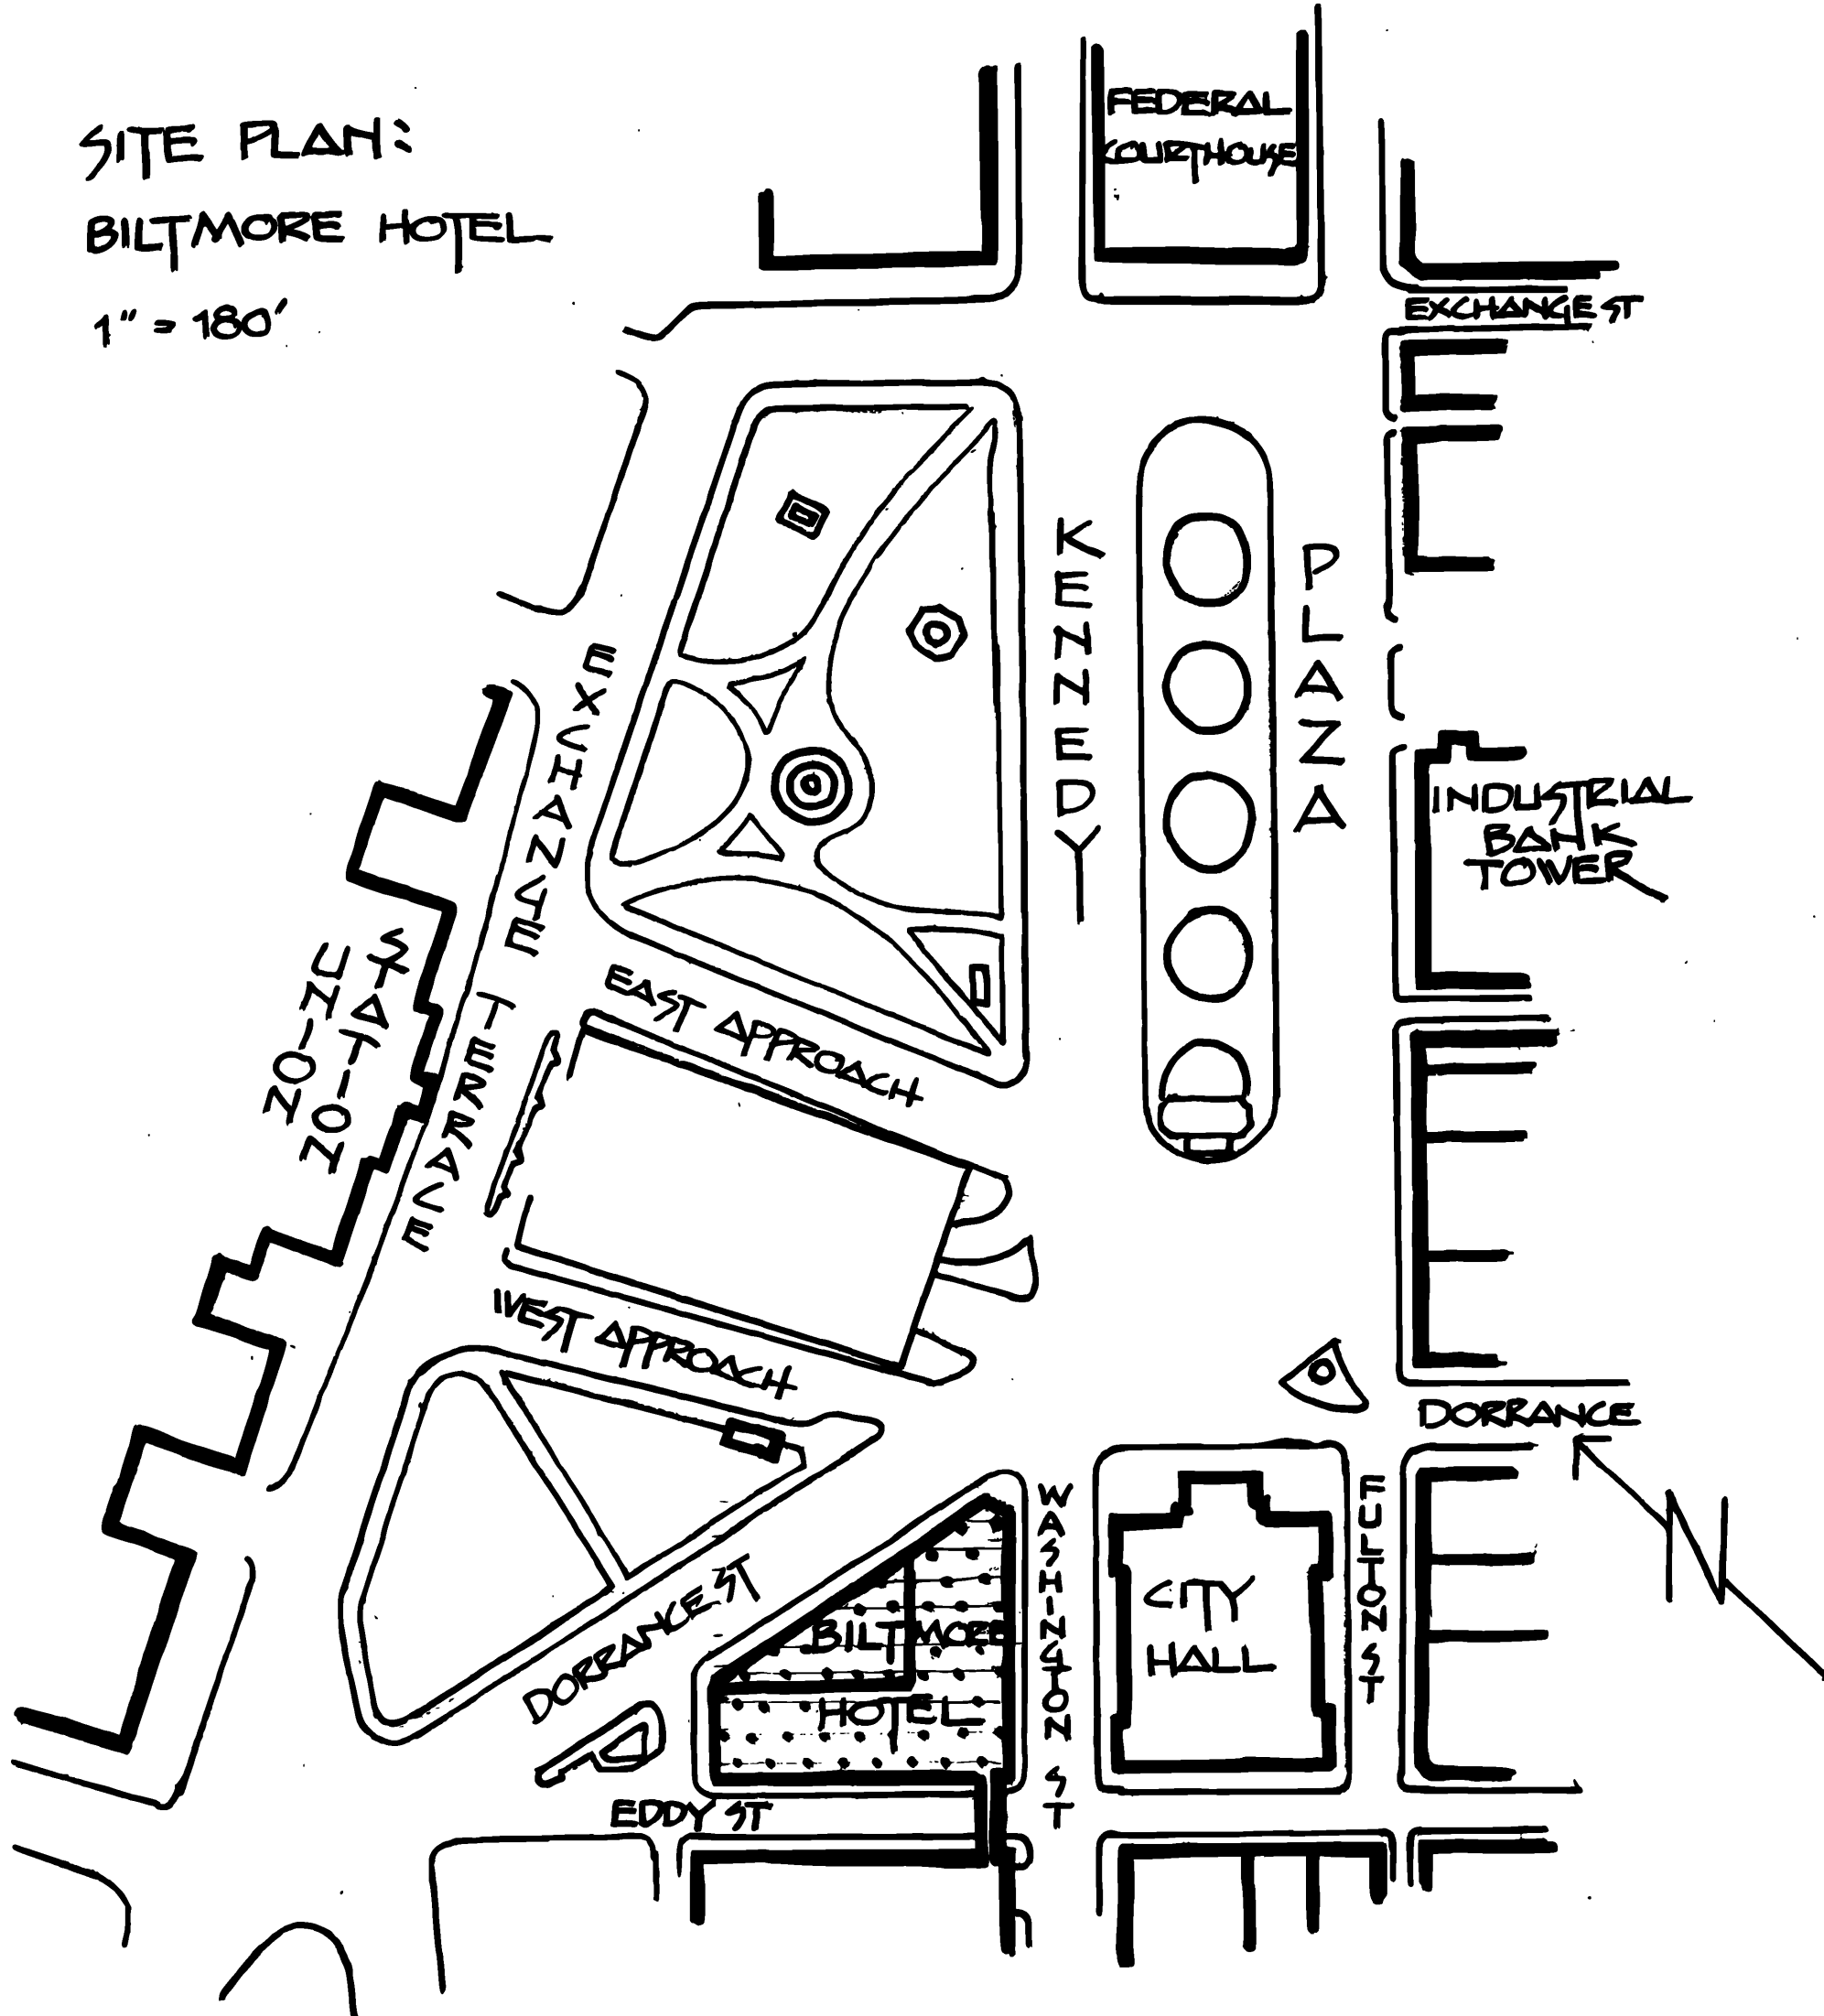 SITE PLAN:
BILTMORE HOTEL
1" = 180'
FEDERAL
COURTHOUSE
EXCHANGE ST
KENNEDY
PLAZA
INDUSTRIAL
BANK
TOWER
EXCHANGE TERRACE
UNION
STATION
EAST APPROACH
WEST APPROACH
DORRANCE
DORRANCE ST
WASHINGTON ST
FULTON ST
CITY
HALL
BILTMORE
HOTEL
EDDY ST
N